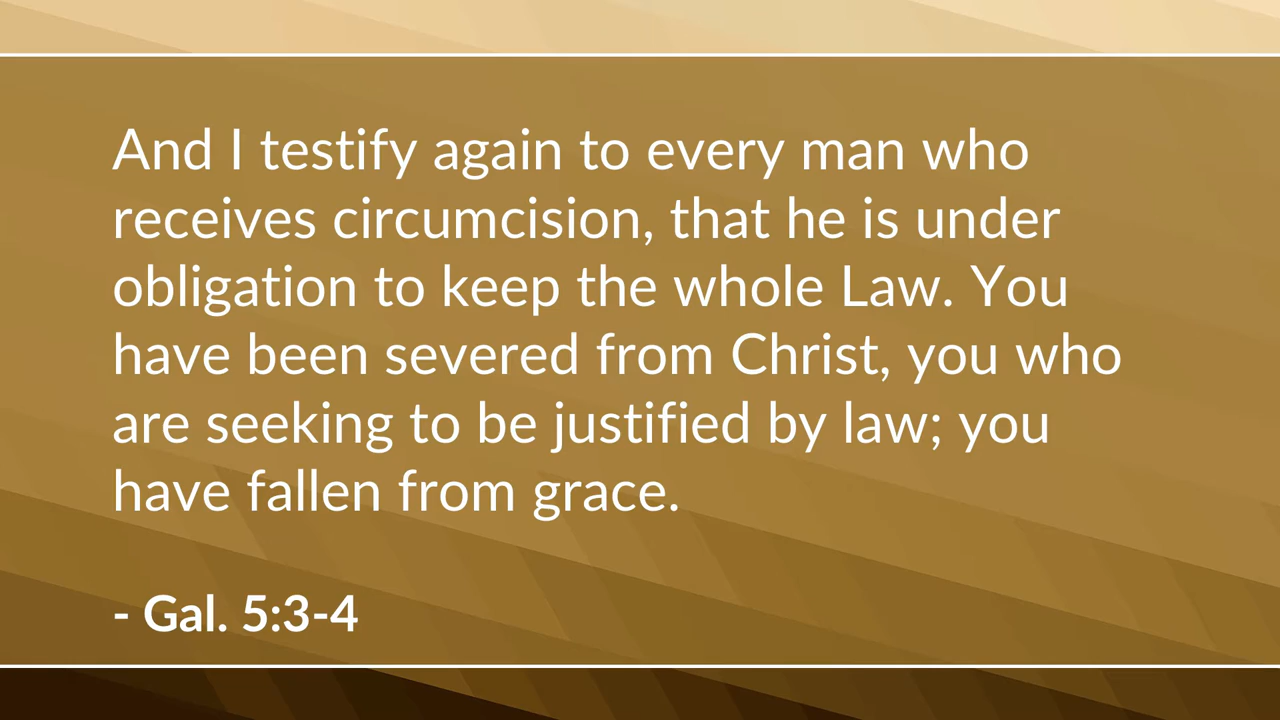 And I testify again to every man who
receives circumcision, that he is under
obligation to keep the whole Law. You
have been severed from Christ, you who
are seeking to be justified by law; you
have fallen from grace.
- Gal. 5:3-4